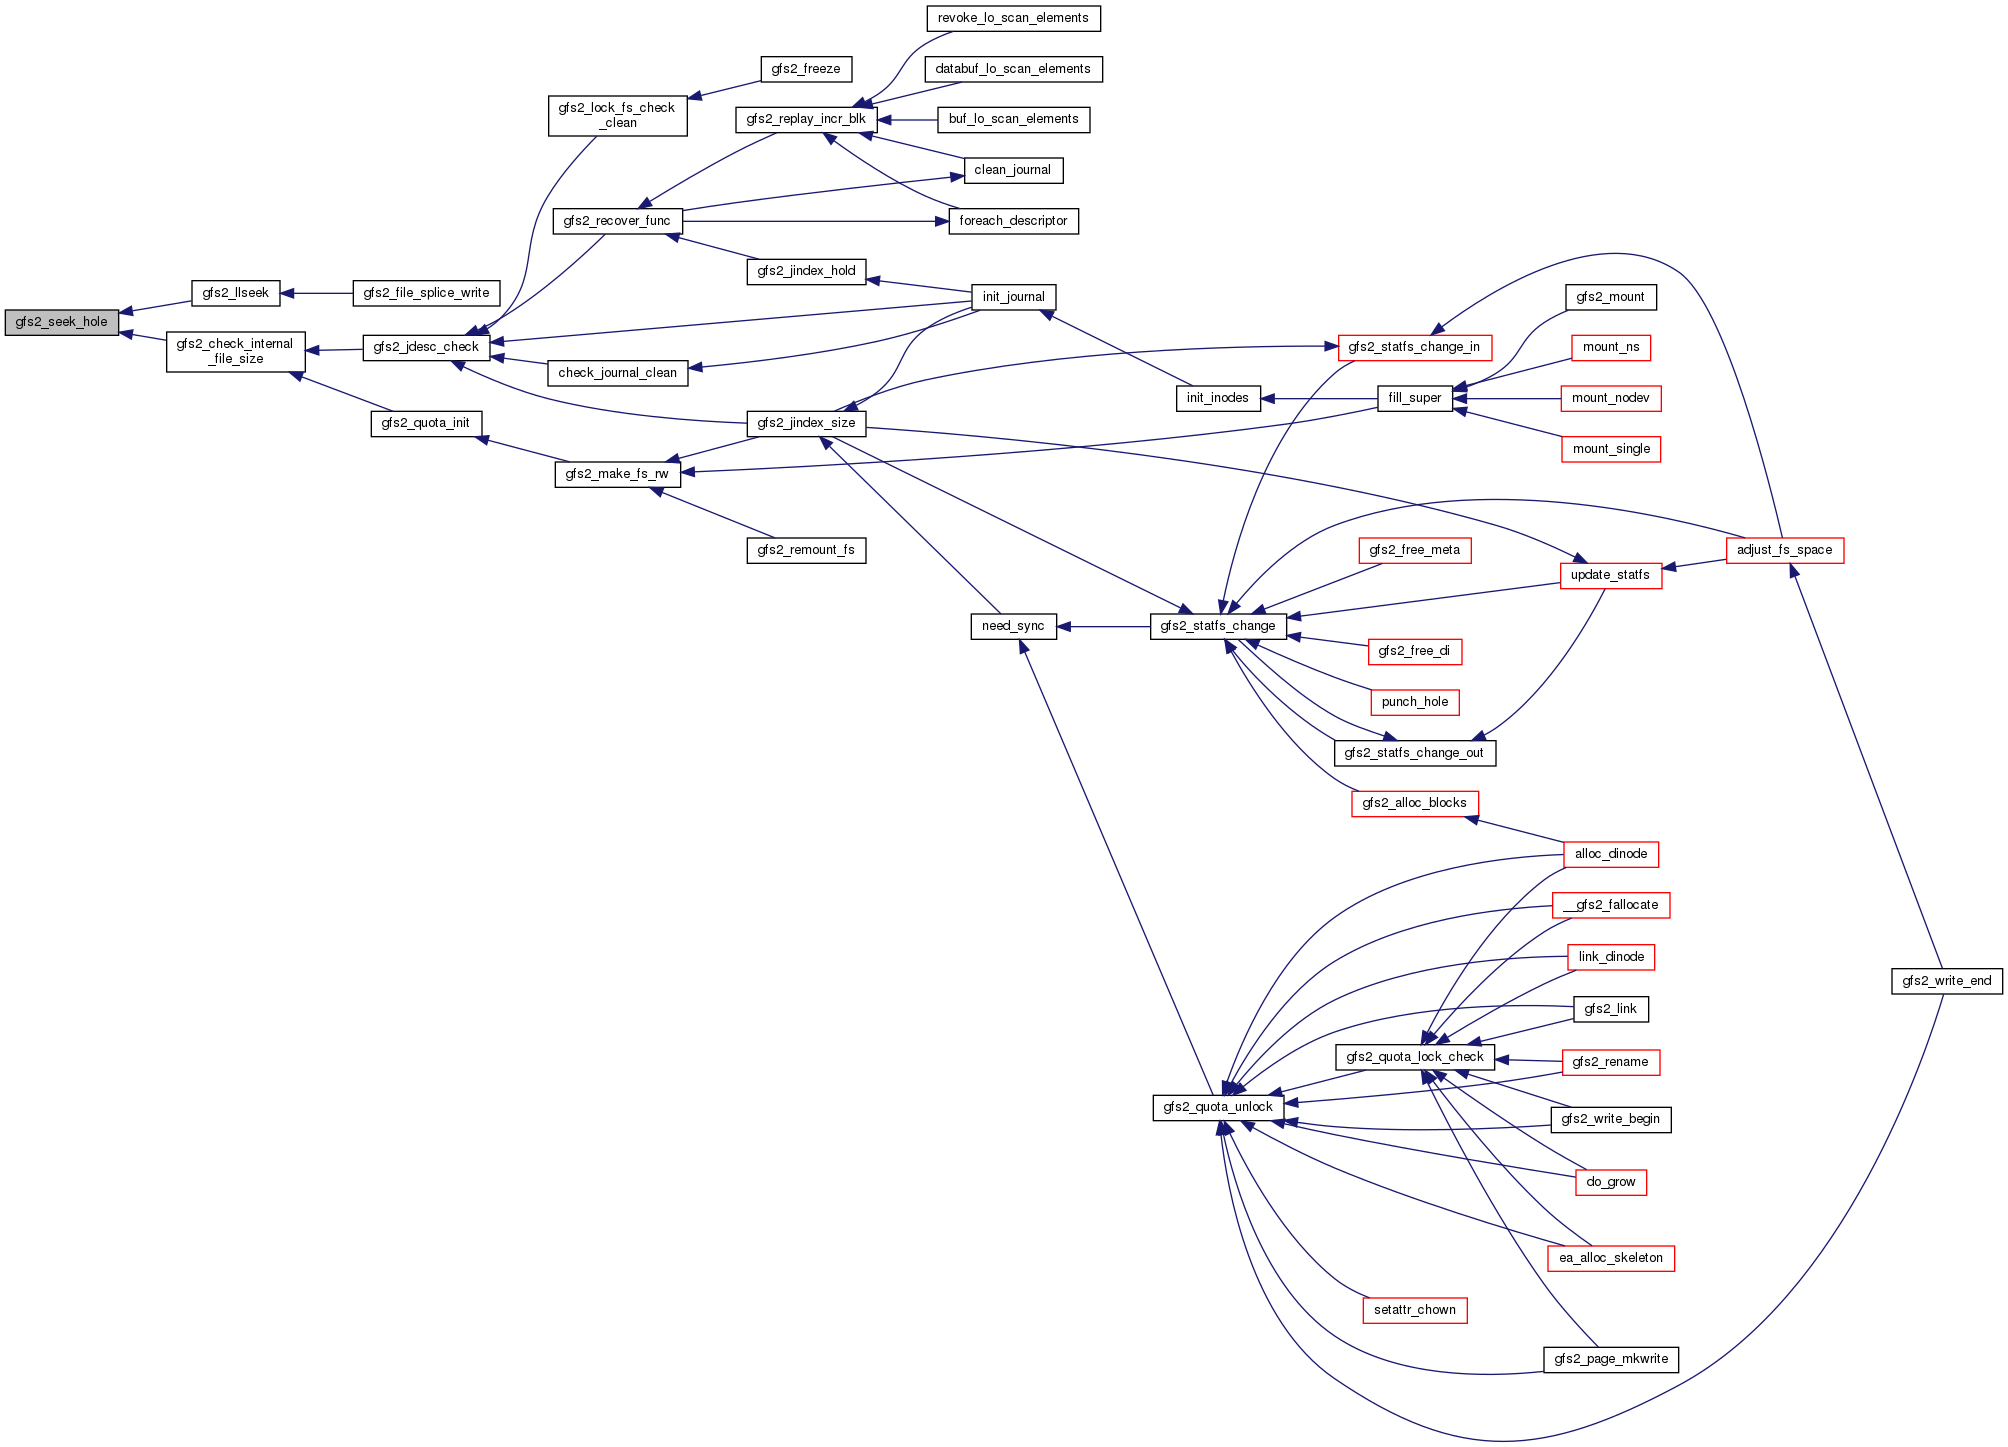 revoke_lo_scan_elements
gfs2_freeze
databuf_lo_scan_elements
gfs2_lock_fs_check
_clean
gfs2_replay_incr_blk
buf_lo_scan_elements
clean_journal
gfs2_recover_func
foreach_descriptor
gfs2_jindex_hold
gfs2_llseek
gfs2_file_splice_write
init_journal
gfs2_mount
gfs2_seek_hole
gfs2_check_internal
_file_size
gfs2_jdesc_check
gfs2_statfs_change_in
mount_ns
check_journal_clean
init_inodes
fill_super
mount_nodev
gfs2_quota_init
gfs2_jindex_size
mount_single
gfs2_make_fs_rw
gfs2_remount_fs
gfs2_free_meta
adjust_fs_space
update_statfs
need_sync
gfs2_statfs_change
gfs2_free_di
punch_hole
gfs2_statfs_change_out
gfs2_alloc_blocks
alloc_dinode
__gfs2_fallocate
link_dinode
gfs2_write_end
gfs2_link
gfs2_quota_lock_check
gfs2_rename
gfs2_quota_unlock
gfs2_write_begin
do_grow
ea_alloc_skeleton
setattr_chown
gfs2_page_mkwrite